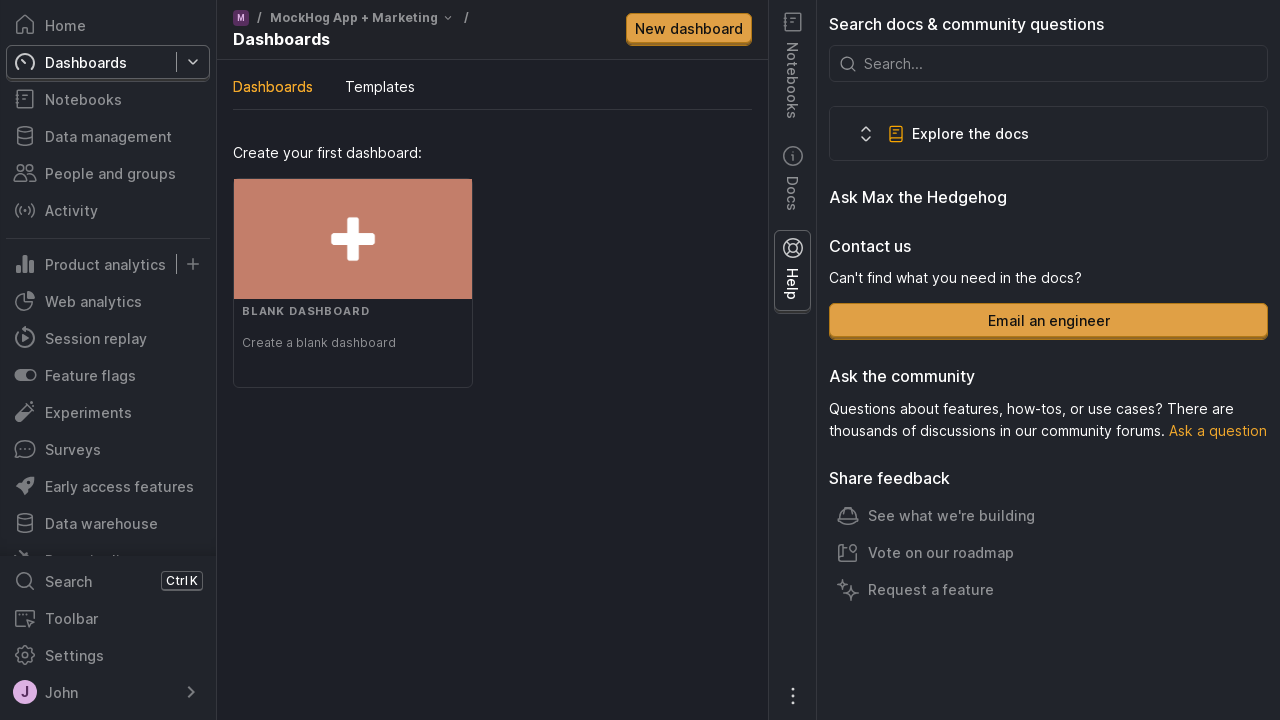 Home
Dashboards
Notebooks
Data management
People and groups
Activity
Product analytics
Web analytics
Session replay
Feature flags
Experiments
Surveys
Early access features
Data warehouse
Search Ctrl K
Toolbar
Settings
J John
M / MockHog App + Marketing /
Dashboards
New dashboard
Dashboards Templates
Create your first dashboard:
BLANK DASHBOARD
Create a blank dashboard
Notebooks
Docs
Help
Search docs & community questions
Search...
Explore the docs
Ask Max the Hedgehog
Contact us
Can't find what you need in the docs?
Email an engineer
Ask the community
Questions about features, how-tos, or use cases? There are
thousands of discussions in our community forums. Ask a question
Share feedback
See what we're building
Vote on our roadmap
Request a feature